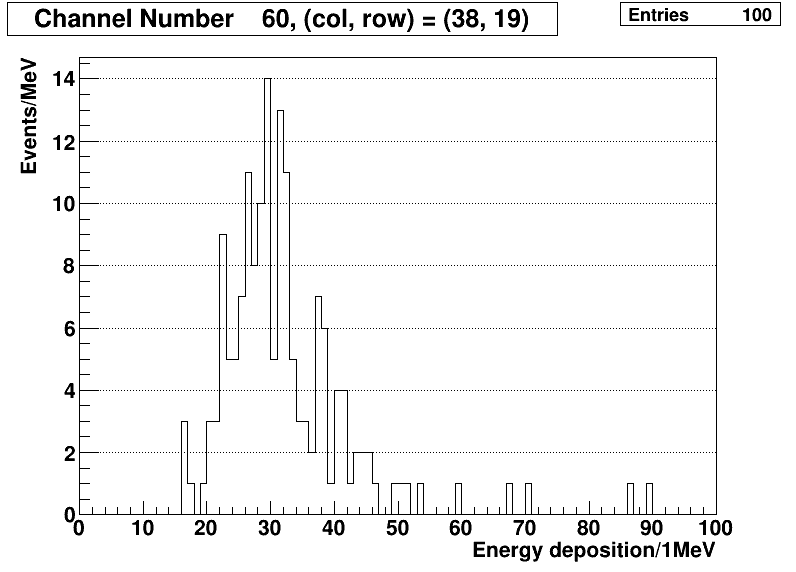 Channel Number 60, (col, row) = (38, 19)
Entries 100
Events/MeV
14
12
10
8
6
4
2
0
0 10 20 30 40 50 60 70 80 90 100
Energy deposition/1MeV